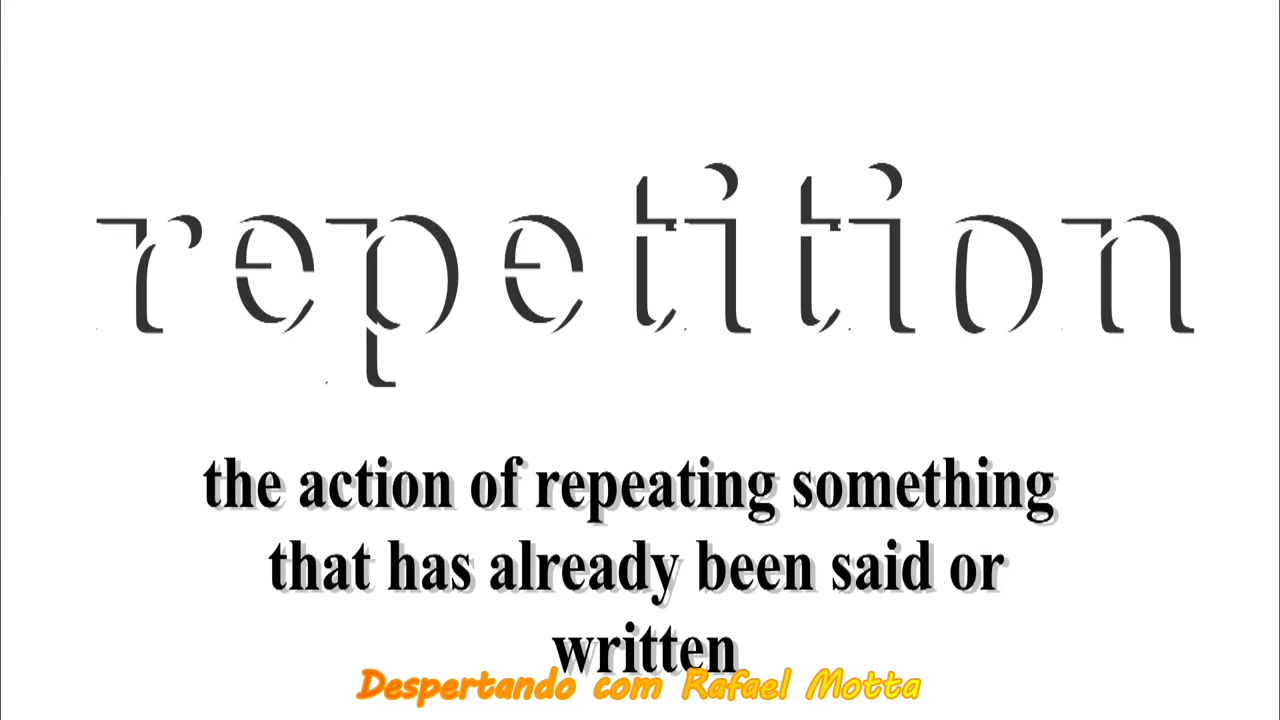 repetition
the action of repeating something
that has already been said or
written
Despertando com Rafael Motta